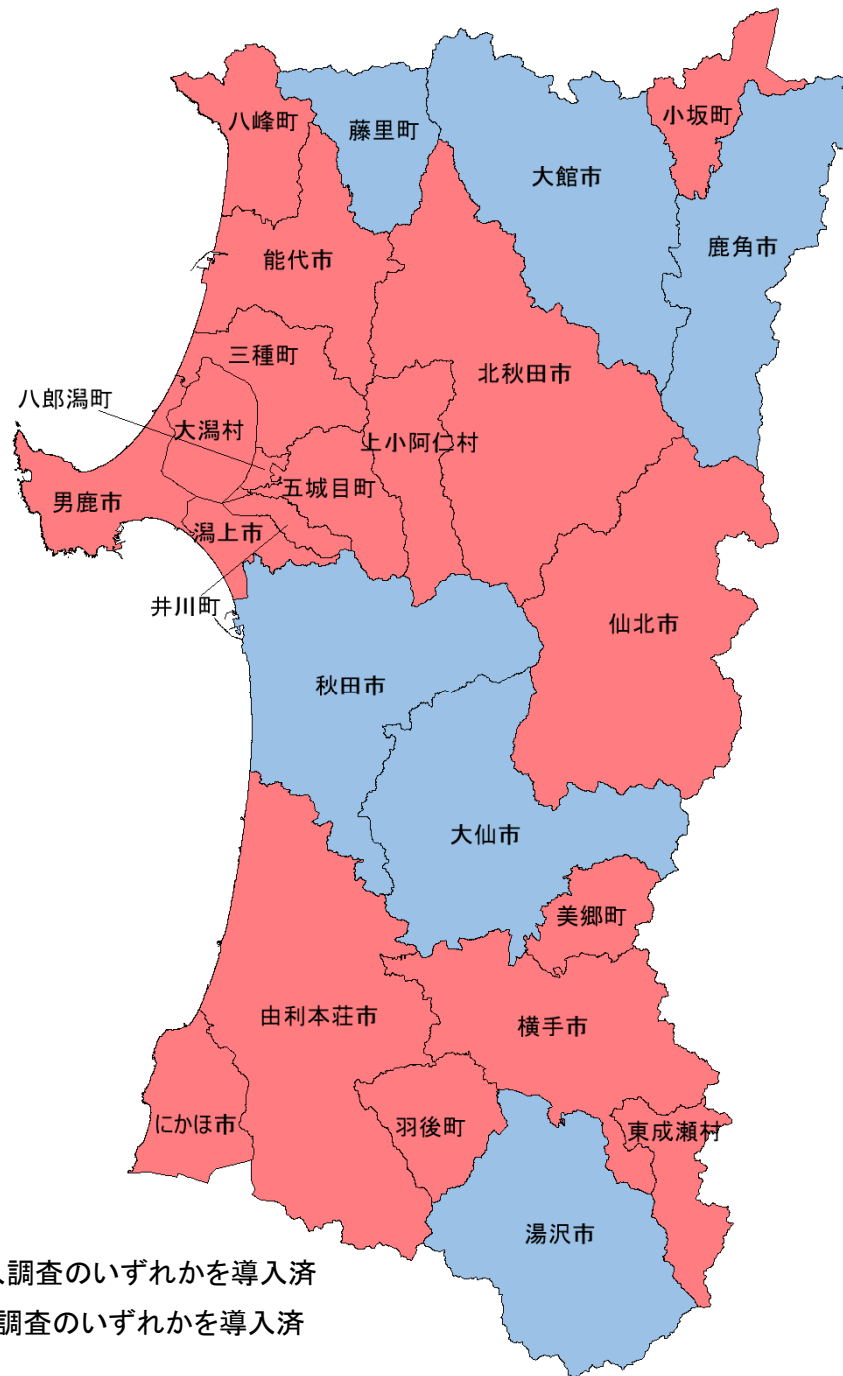 八峰町
藤里町
小坂町
大館市
鹿角市
能代市
三種町
北秋田市
八郎潟町
大潟村
上小阿仁村
五城目町
男鹿市
潟上市
井川町
仙北市
秋田市
大仙市
美郷町
由利本荘市
横手市
にかほ市
羽後町
東成瀬村
湯沢市
調査のいずれかを導入済
調査のいずれかを導入済